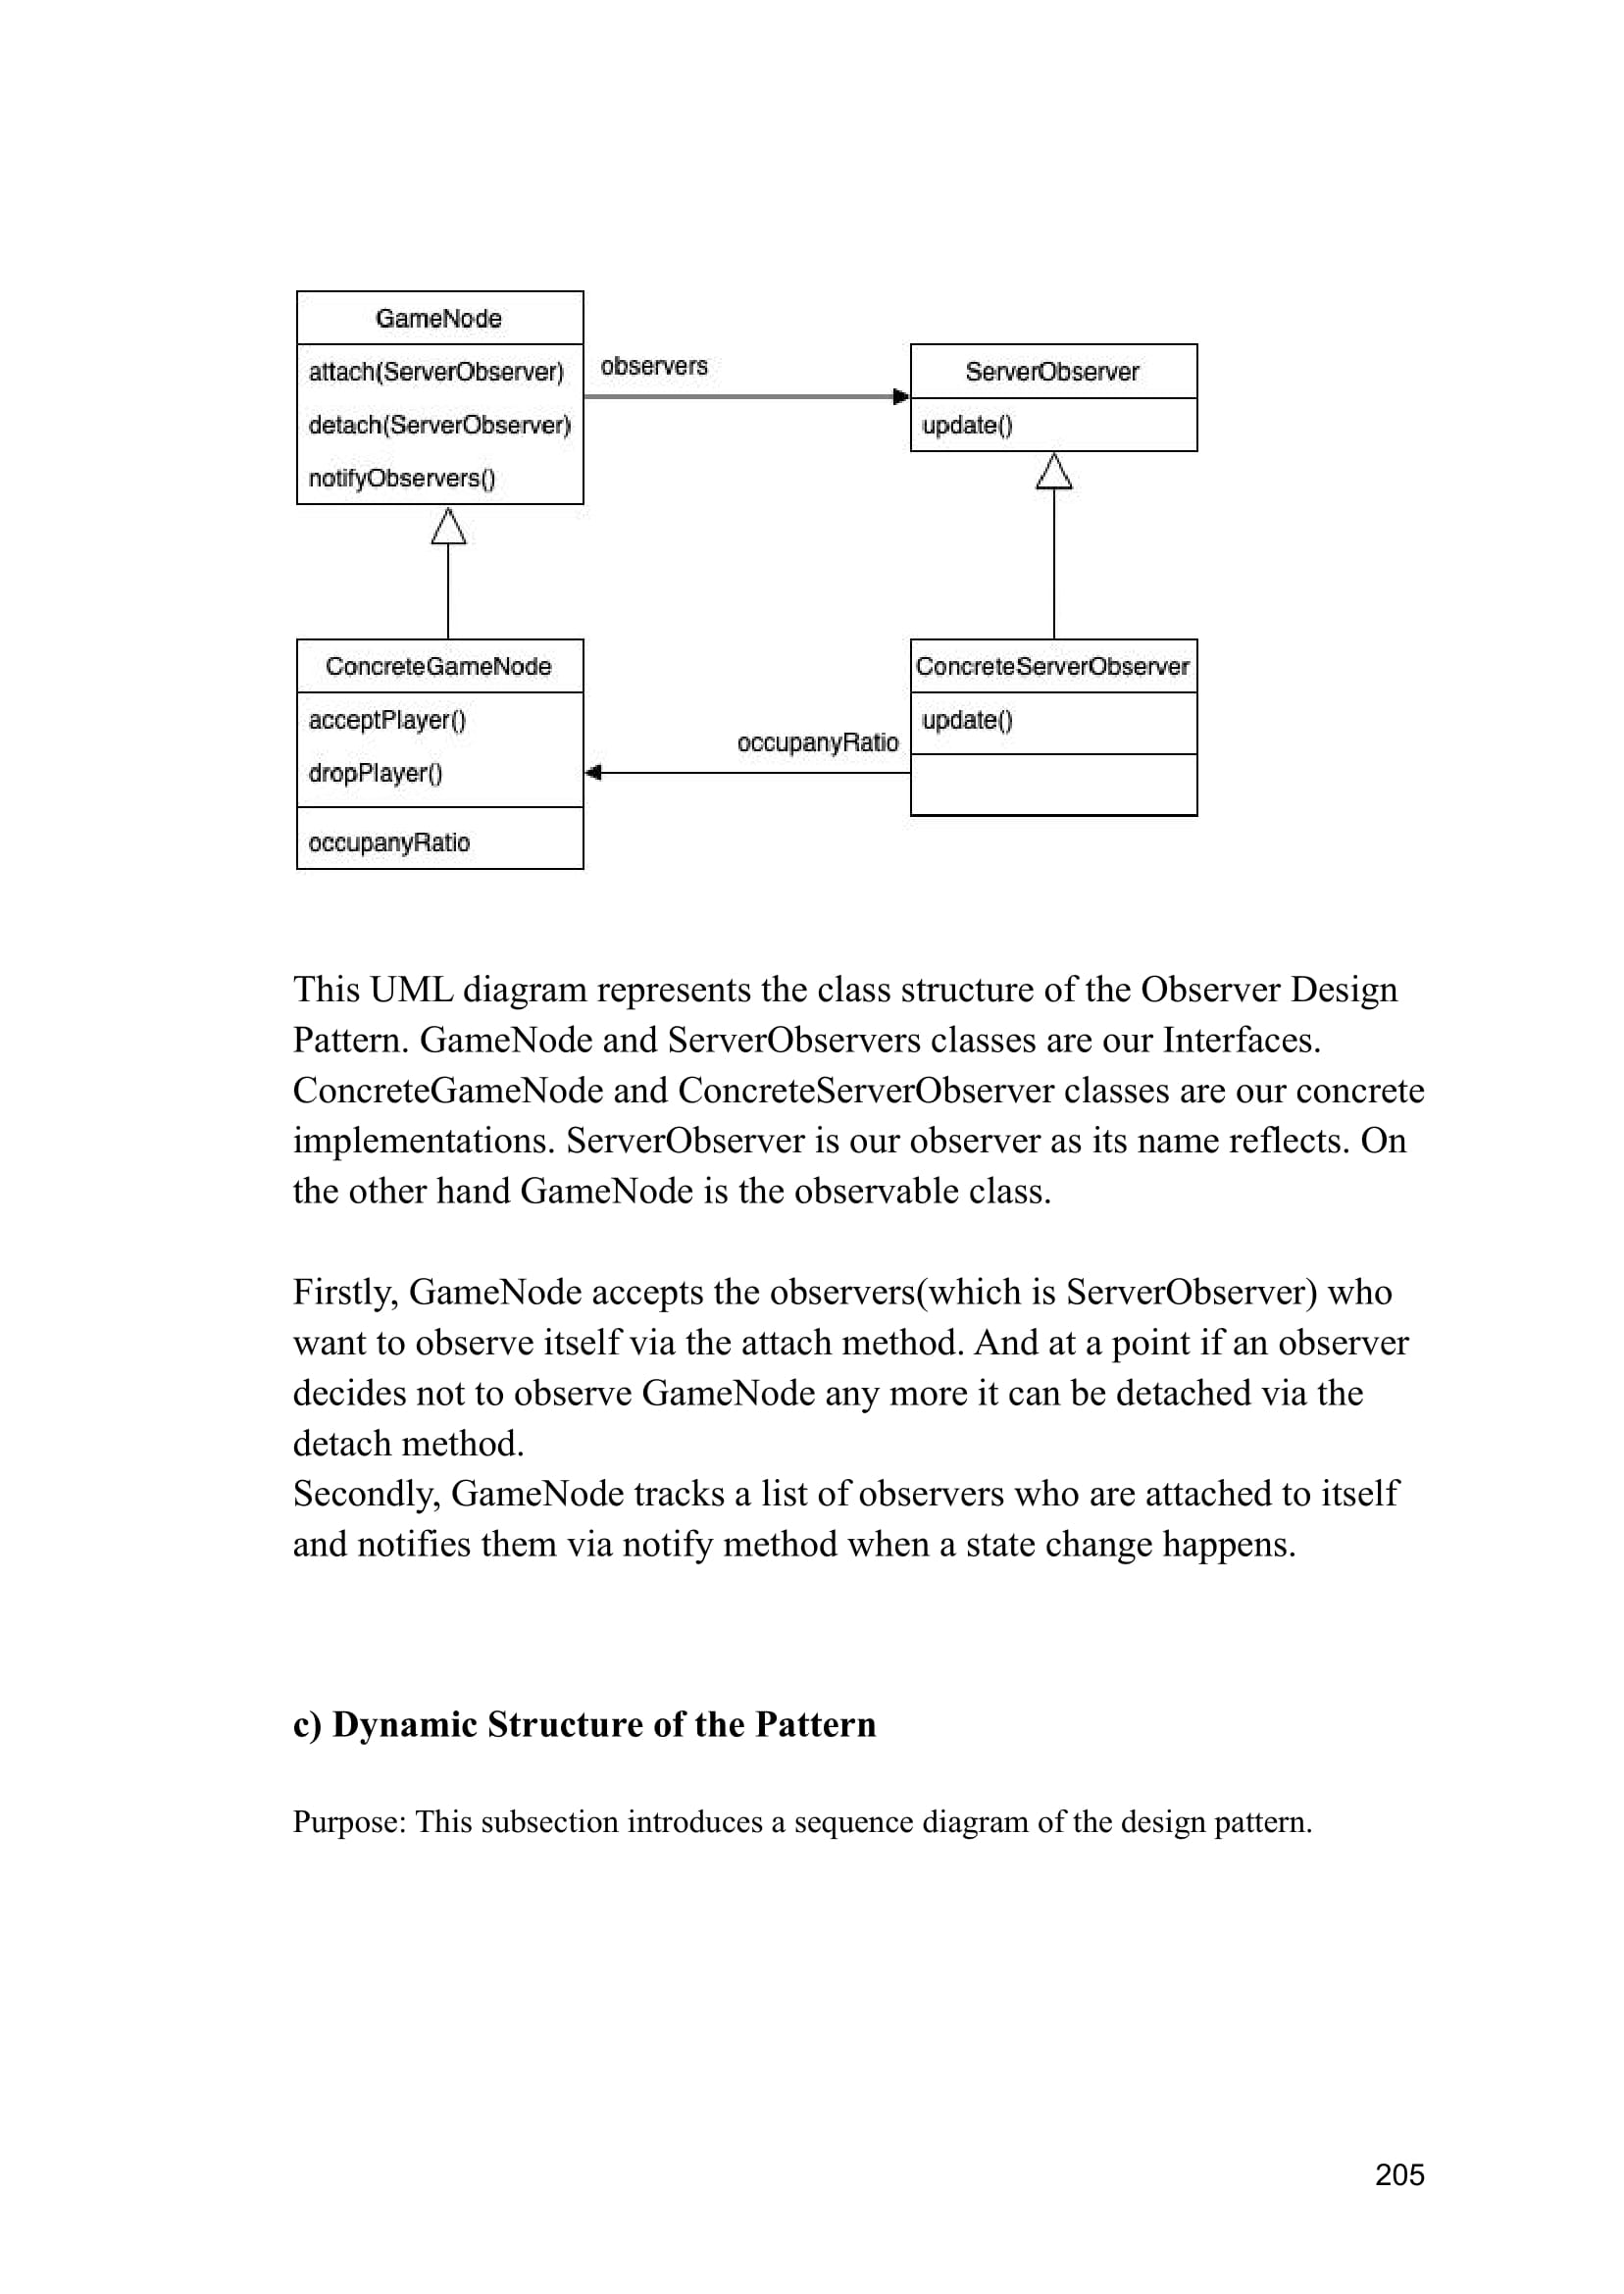 GameNode
attach(ServerObserver)
detach(ServerObserver)
notifyObservers()
observers
ServerObserver
update()
ConcreteGameNode
acceptPlayer()
dropPlayer()
occupanyRatio
occupanyRatio
ConcreteServerObserver
update()
This UML diagram represents the class structure of the Observer Design
Pattern. GameNode and ServerObservers classes are our Interfaces.
ConcreteGameNode and ConcreteServerObserver classes are our concrete
implementations. ServerObserver is our observer as its name reflects. On
the other hand GameNode is the observable class.
Firstly, GameNode accepts the observers(which is ServerObserver) who
want to observe itself via the attach method. And at a point if an observer
decides not to observe GameNode any more it can be detached via the
detach method.
Secondly, GameNode tracks a list of observers who are attached to itself
and notifies them via notify method when a state change happens.
c) Dynamic Structure of the Pattern
Purpose: This subsection introduces a sequence diagram of the design pattern.
205